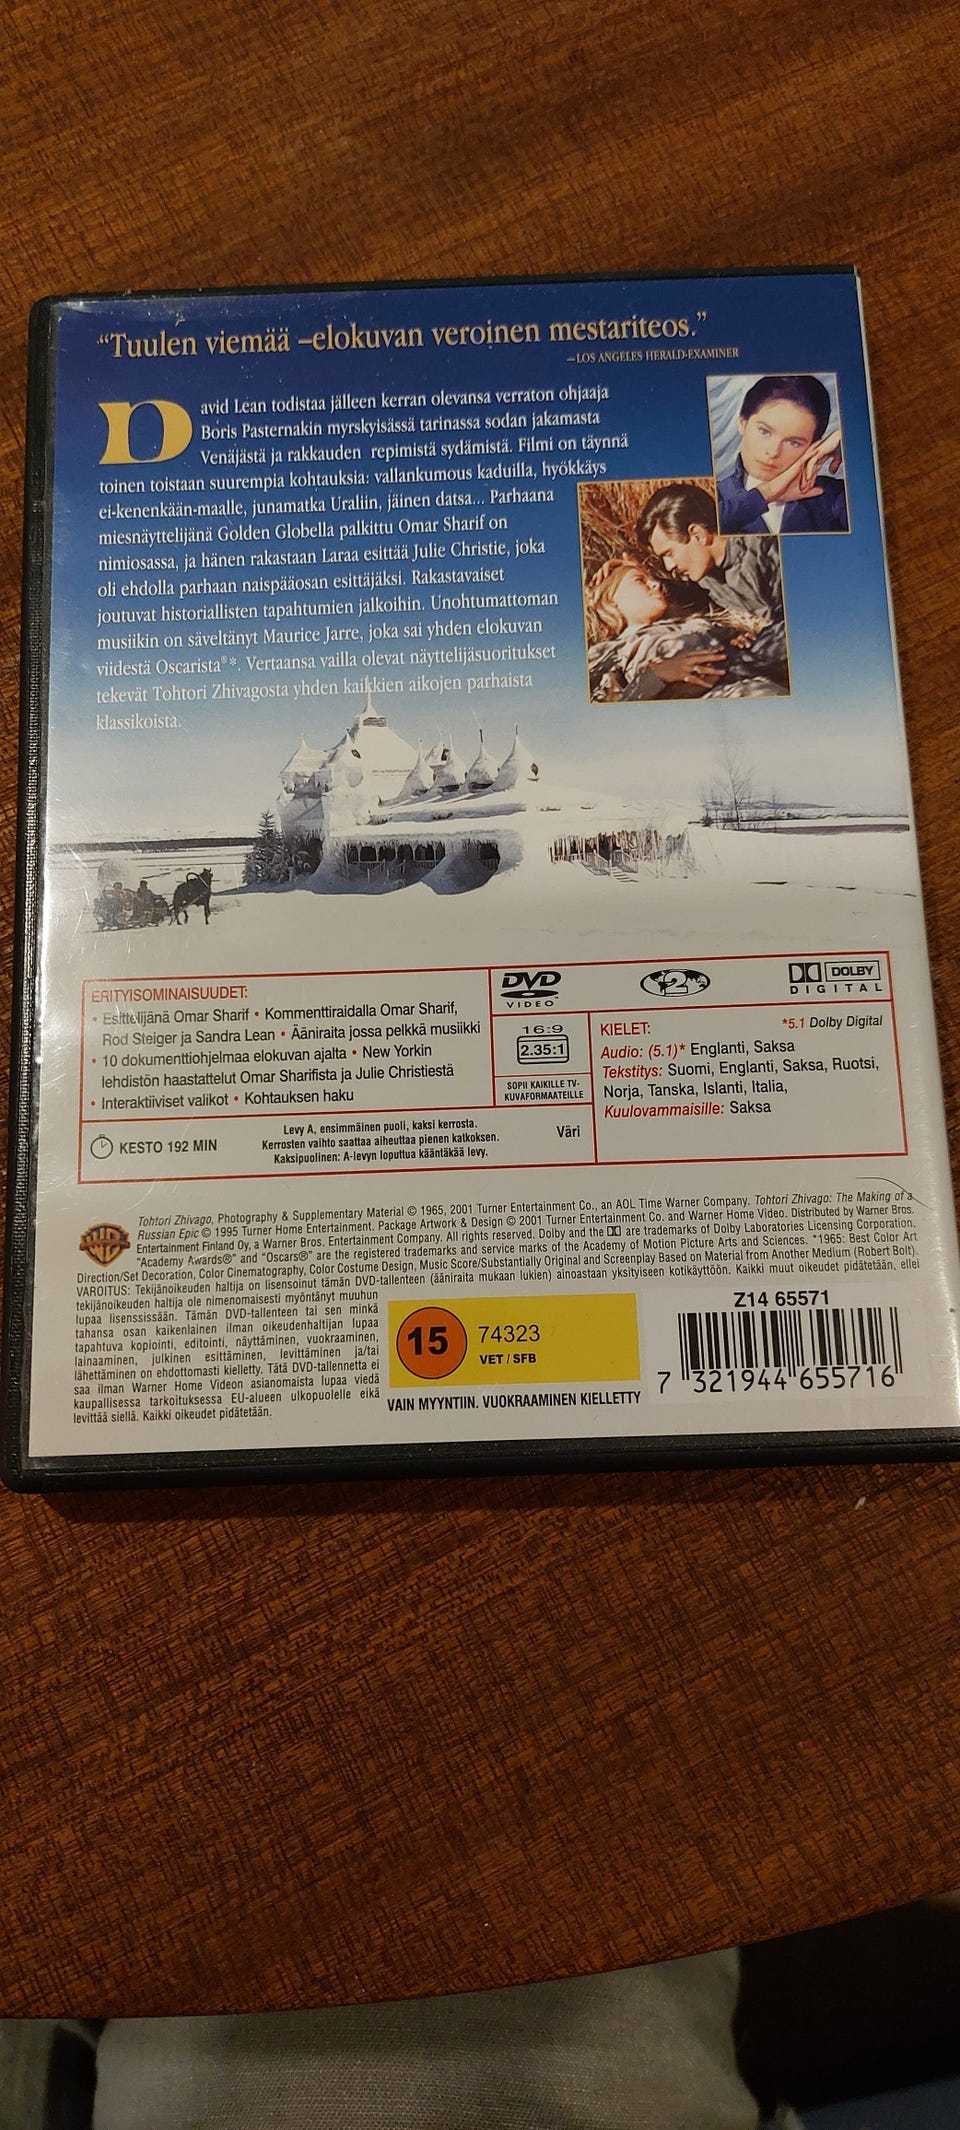 “Tuulen viemää –elokuvan veroinen mestariteos.”
–LOS ANGELES HERALD-EXAMINER
David Lean todistaa jälleen kerran olevansa verraton ohjaaja
Boris Pasternakin myrskyisässä tarinassa sodan jakamasta
Venäjästä ja rakkauden repimistä sydämistä. Filmi on täynnä
toinen toistaan suurempia kohtauksia: vallankumous kaduilla, hyökkäys
ei-kenenkään-maalle, junamatka Uraliin, jäinen datsa... Parhaana
miesnäyttelijänä Golden Globella palkittu Omar Sharif on
nimiosassa, ja hänen rakastaan Laraa esittää Julie Christie, joka
oli ehdolla parhaan naispääosan esittäjäksi. Rakastavaiset
joutuvat historiallisten tapahtumien jalkoihin. Unohtumattoman
musiikin on säveltänyt Maurice Jarre, joka sai yhden elokuvan
viidestä Oscarista®*. Vertaansa vailla olevat näyttelijäsuoritukset
tekevät Tohtori Zhivagosta yhden kaikkien aikojen parhaista
klassikoista.
ERITYISOMINAISUUDET:
• Esittelijänä Omar Sharif • Kommenttiraidalla Omar Sharif,
Rod Steiger ja Sandra Lean • Ääniraita jossa pelkkä musiikki
• 10 dokumenttiohjelmaa elokuvan ajalta • New Yorkin
lehdistön haastattelut Omar Sharifista ja Julie Christiestä
• Interaktiiviset valikot • Kohtauksen haku
KESTO 192 MIN
Levy A, ensimmäinen puoli, kaksi kerrosta.
Kerrosten vaihto saattaa aiheuttaa pienen katkoksen.
Kaksipuolinen: A-levyn loputtua kääntäkää levy.
Väri
DVD
VIDEO™
2
DOLBY
DIGITAL
16:9
2.35:1
SOPII KAIKILLE TV-
KUVAFORMAATEILLE
KIELET:
*5.1 Dolby Digital
Audio: (5.1)* Englanti, Saksa
Tekstitys: Suomi, Englanti, Saksa, Ruotsi,
Norja, Tanska, Islanti, Italia,
Kuulovammaisille: Saksa
WB
Tohtori Zhivago, Photography & Supplementary Material © 1965, 2001 Turner Entertainment Co., an AOL Time Warner Company. Tohtori Zhivago: The Making of a
Russian Epic © 1995 Turner Home Entertainment. Package Artwork & Design © 2001 Turner Entertainment Co. and Warner Home Video. Distributed by Warner Bros.
Entertainment Finland Oy, a Warner Bros. Entertainment Company. All rights reserved. Dolby and the DD are trademarks of Dolby Laboratories Licensing Corporation.
"Academy Awards®" and "Oscars®" are the registered trademarks and service marks of the Academy of Motion Picture Arts and Sciences. *1965: Best Color Art
Direction/Set Decoration, Color Cinematography, Color Costume Design, Music Score/Substantially Original and Screenplay Based on Material from Another Medium (Robert Bolt).
VAROITUS: Tekijänoikeuden haltija on lisensoinut tämän DVD-tallenteen (ääniraita mukaan lukien) ainoastaan yksityiseen kotikäyttöön. Kaikki muut oikeudet pidätetään, ellei
tekijänoikeuden haltija ole nimenomaisesti myöntänyt muuhun
lupaa lisenssissään. Tämän DVD-tallenteen tai sen minkä
tahansa osan kaikenlainen ilman oikeudenhaltijan lupaa
tapahtuva kopiointi, editointi, näyttäminen, vuokraaminen,
lainaaminen, julkinen esittäminen, levittäminen ja/tai
lähettäminen on ehdottomasti kielletty. Tätä DVD-tallennetta ei
saa ilman Warner Home Videon asianomaista lupaa viedä
kaupallisessa tarkoituksessa EU-alueen ulkopuolelle eikä
levittää siellä. Kaikki oikeudet pidätetään.
15
74323
VET / SFB
VAIN MYYNTIIN. VUOKRAAMINEN KIELLETTY
Z14 65571
7 321944 655716